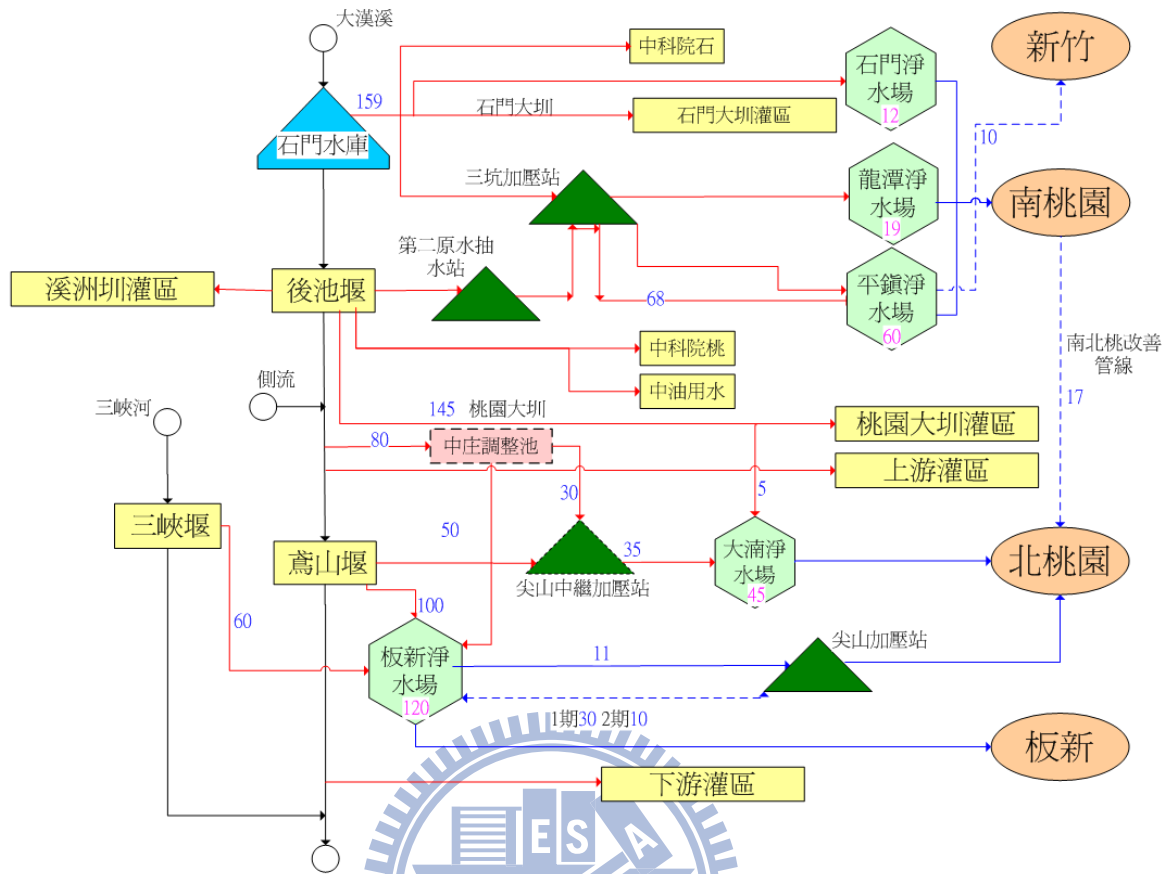 大漢溪
159
石門水庫
石門大圳
中科院石
石門大圳灌區
石門淨
水場
12
新竹
10
三坑加壓站
龍潭淨
水場
19
南桃園
第二原水抽
水站
溪洲圳灌區
後池堰
68
平鎮淨
水場
60
中科院桃
中油用水
南北桃改善
管線
17
側流
三峽河
145
桃園大圳
桃園大圳灌區
80
中庄調整池
上游灌區
30
5
三峽堰
50
鳶山堰
35
尖山中繼加壓站
大湳淨
水場
45
北桃園
100
60
板新淨
水場
120
11
尖山加壓站
1期30 2期10
板新
下游灌區
ESA